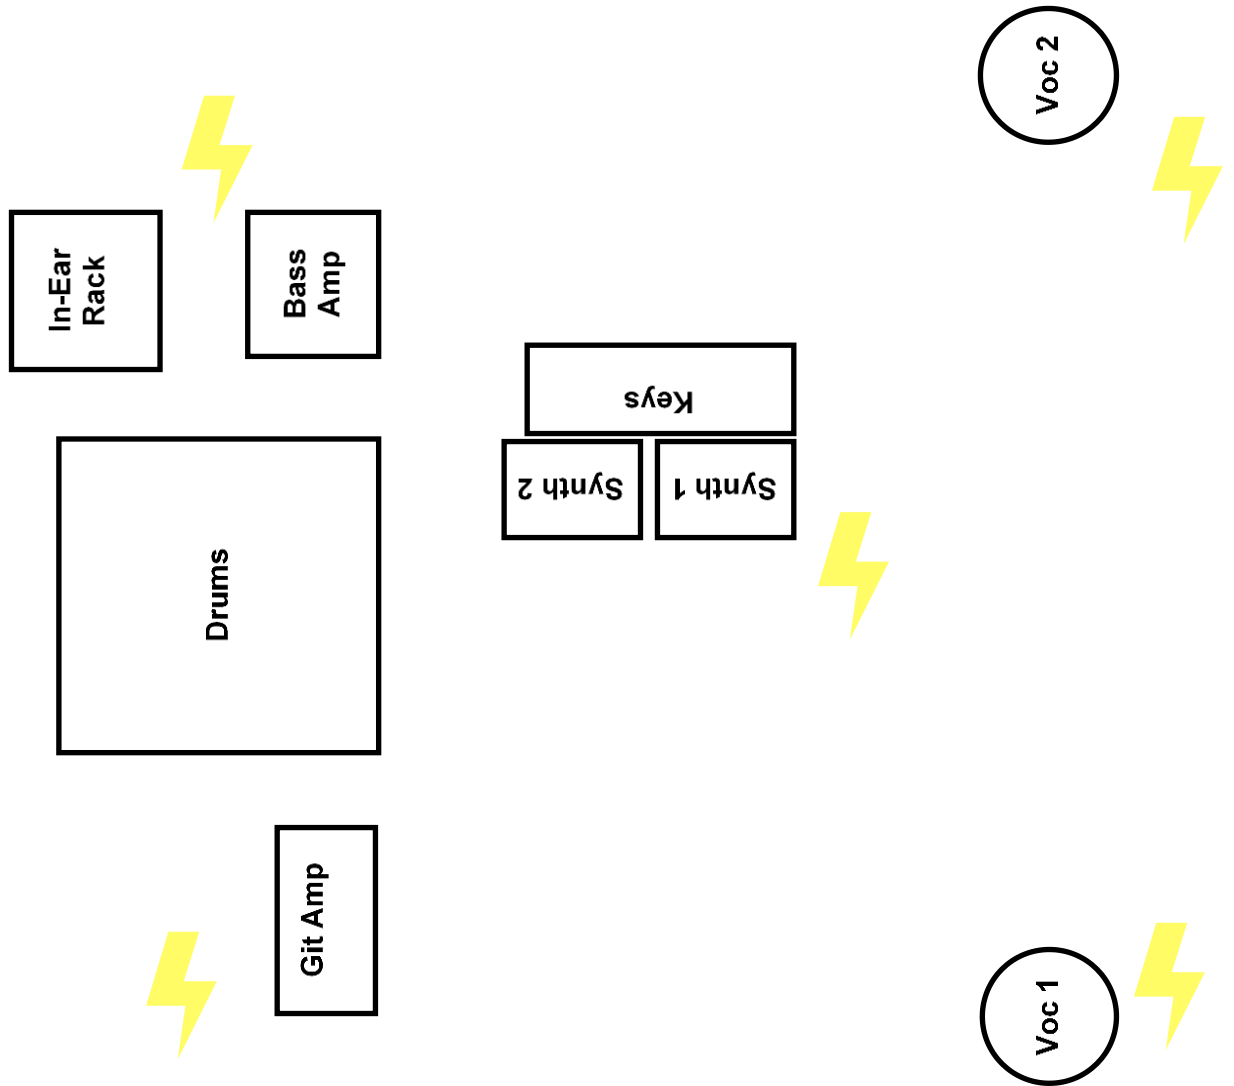 Voc 2
In-Ear
Rack
Bass
Amp
Keys
Synth 2
Synth 1
Drums
Git Amp
Voc 1